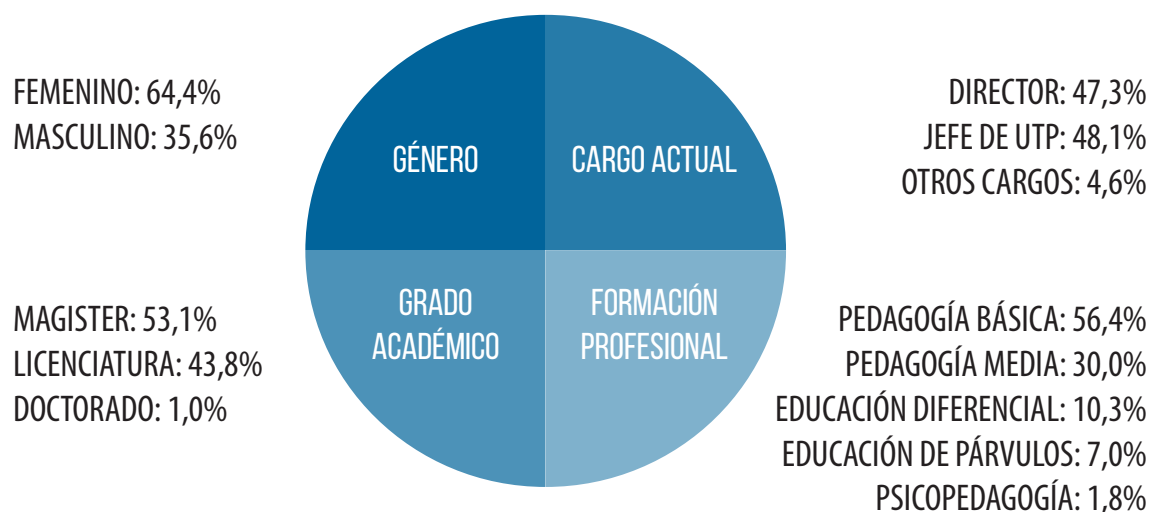 FEMENINO: 64,4%
MASCULINO: 35,6%
GÉNERO
CARGO ACTUAL
DIRECTOR: 47,3%
JEFE DE UTP: 48,1%
OTROS CARGOS: 4,6%
MAGISTER: 53,1%
LICENCIATURA: 43,8%
DOCTORADO: 1,0%
GRADO
ACADÉMICO
FORMACIÓN
PROFESIONAL
PEDAGOGÍA BÁSICA: 56,4%
PEDAGOGÍA MEDIA: 30,0%
EDUCACIÓN DIFERENCIAL: 10,3%
EDUCACIÓN DE PÁRVULOS: 7,0%
PSICOPEDAGOGÍA: 1,8%